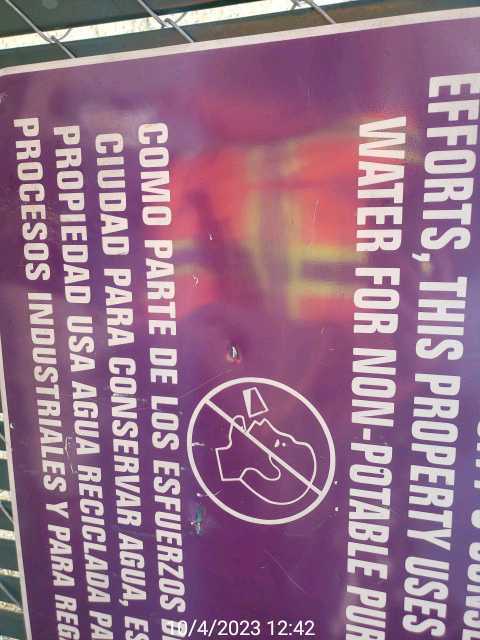 EFFORTS, THIS PROPERTY USES
WATER FOR NON-POTABLE
COMO PARTE DE LOS ESFUERZOS
CIUDAD PARA CONSERVAR AGUA,
PROPIEDAD USA AGUA RECICLADA
PROCESOS INDUSTRIALES Y PARA
10/4/2023 12:42